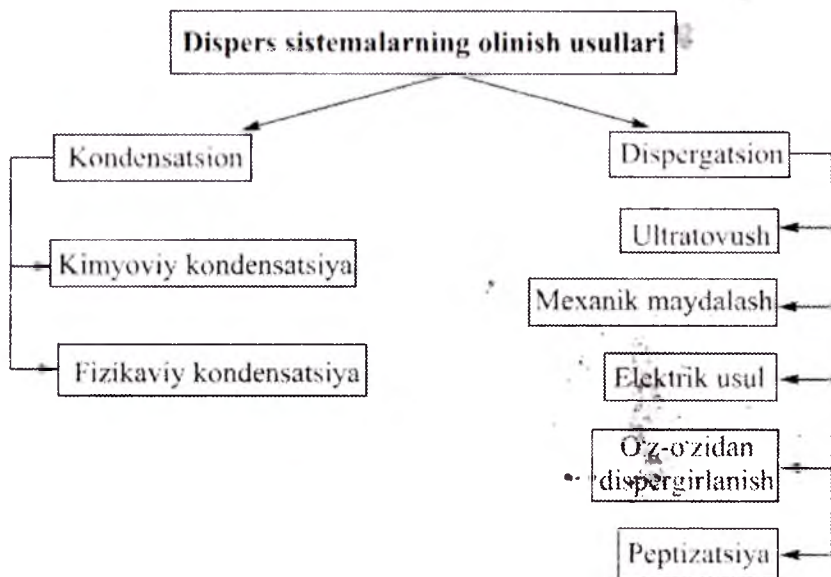 Dispers sistemalarning olinish usullari
Kondensatsion
Dispergatsion
Kimyoviy kondensatsiya
Fizikaviy kondensatsiya
Ultratovush
Mexanik maydalash
Elektrik usul
O'z-o'zidan
dispergirlanish
Peptizatsiya